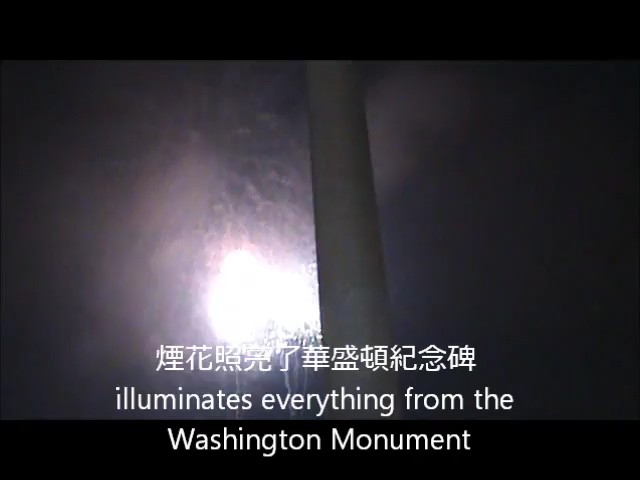 煙花照亮了華盛頓紀念碑
illuminates everything from the
Washington Monument